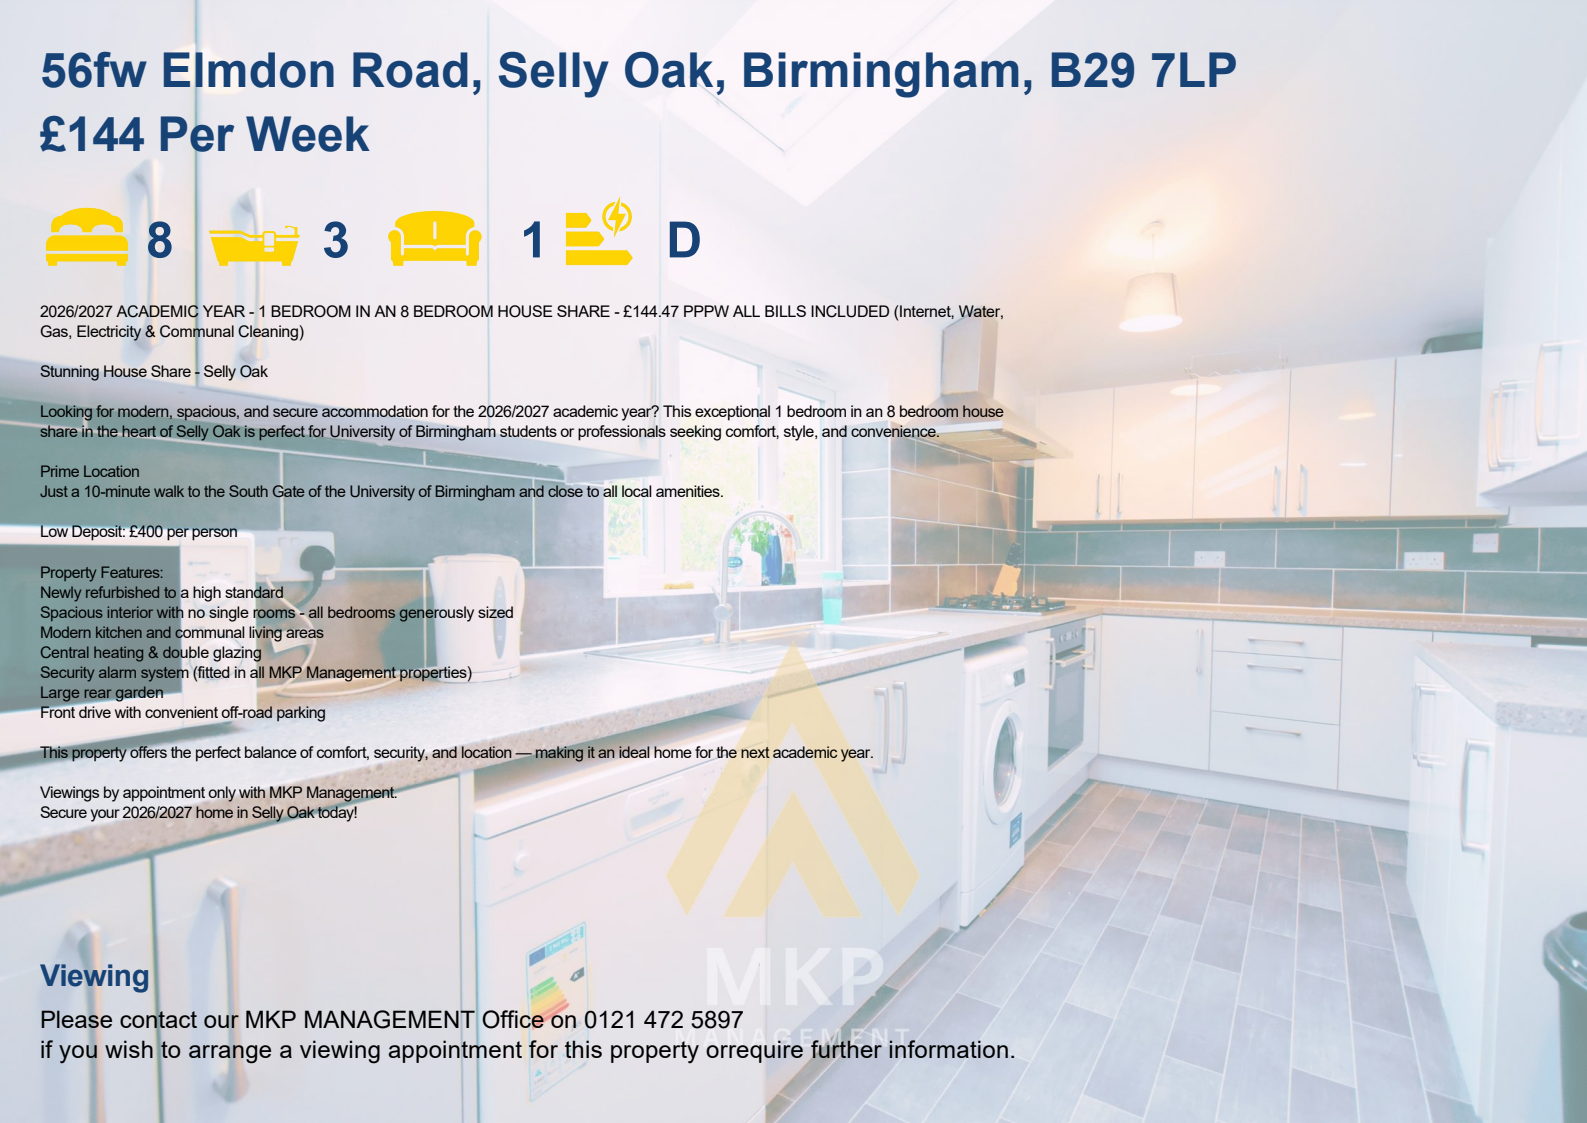 56fw Elmdon Road, Selly Oak, Birmingham, B29 7LP
£144 Per Week
8 3 1 D
2026/2027 ACADEMIC YEAR - 1 BEDROOM IN AN 8 BEDROOM HOUSE SHARE - £144.47 PPPW ALL BILLS INCLUDED (Internet, Water,
Gas, Electricity & Communal Cleaning)
Stunning House Share - Selly Oak
Looking for modern, spacious, and secure accommodation for the 2026/2027 academic year? This exceptional 1 bedroom in an 8 bedroom house
share in the heart of Selly Oak is perfect for University of Birmingham students or professionals seeking comfort, style, and convenience.
Prime Location
Just a 10-minute walk to the South Gate of the University of Birmingham and close to all local amenities.
Low Deposit: £400 per person
Property Features:
Newly refurbished to a high standard
Spacious interior with no single rooms - all bedrooms generously sized
Modern kitchen and communal living areas
Central heating & double glazing
Security alarm system (fitted in all MKP Management properties)
Large rear garden
Front drive with convenient off-road parking
This property offers the perfect balance of comfort, security, and location — making it an ideal home for the next academic year.
Viewings by appointment only with MKP Management.
Secure your 2026/2027 home in Selly Oak today!
MKP
MANAGEMENT
Viewing
Please contact our MKP MANAGEMENT Office on 0121 472 5897
if you wish to arrange a viewing appointment for this property orrequire further information.